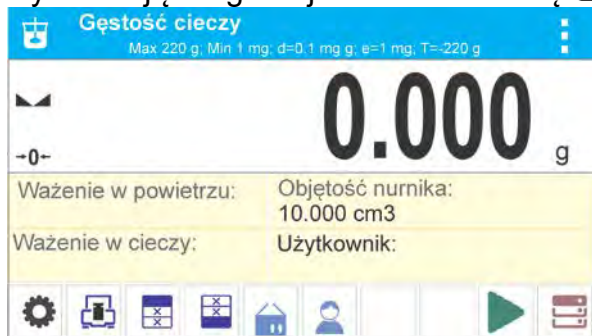 Gęstość cieczy
Max 220 g; Min 1 mg; d=0.1 mg g; e=1 mg; T=-220 g
0.000 g
→0←
Ważenie w powietrzu:
Objętość nurnika:
10.000 cm3
Ważenie w cieczy:
Użytkownik: